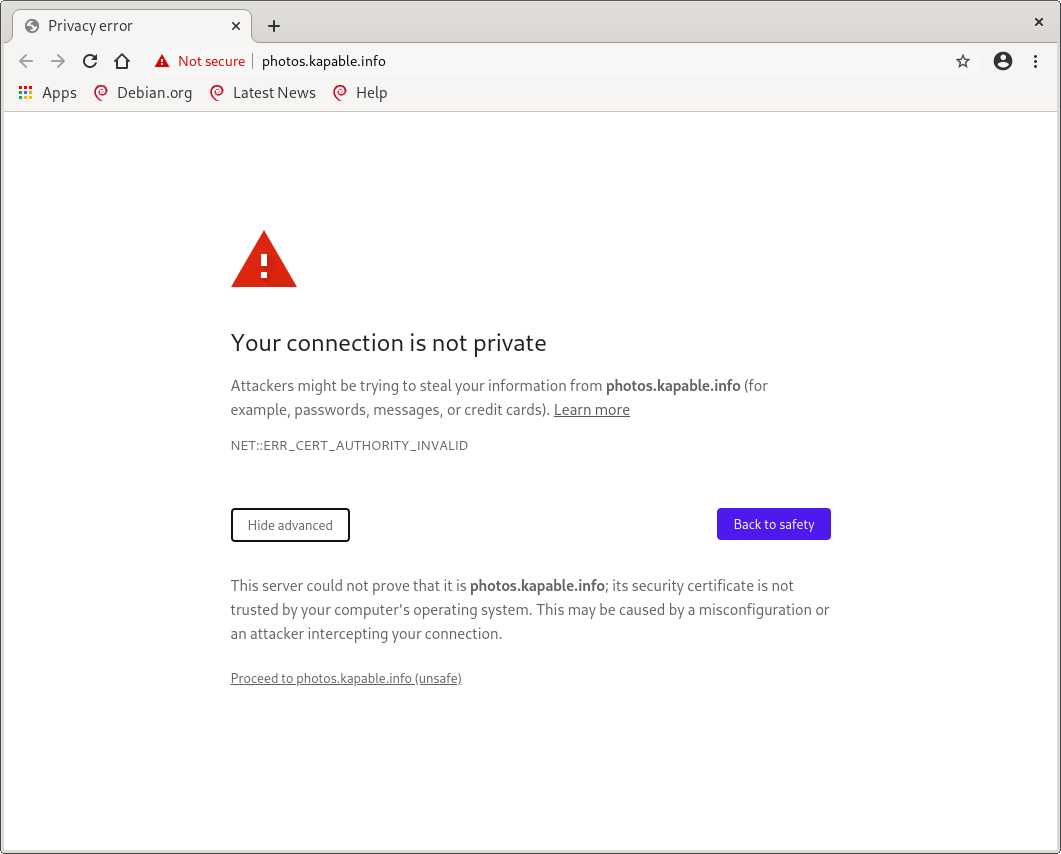 Privacy error
Not secure photos.kapable.info
Apps Debian.org Latest News Help
Your connection is not private
Attackers might be trying to steal your information from photos.kapable.info (for
example, passwords, messages, or credit cards). Learn more
NET::ERR_CERT_AUTHORITY_INVALID
Hide advanced Back to safety
This server could not prove that it is photos.kapable.info; its security certificate is not
trusted by your computer's operating system. This may be caused by a misconfiguration or
an attacker intercepting your connection.
Proceed to photos.kapable.info (unsafe)